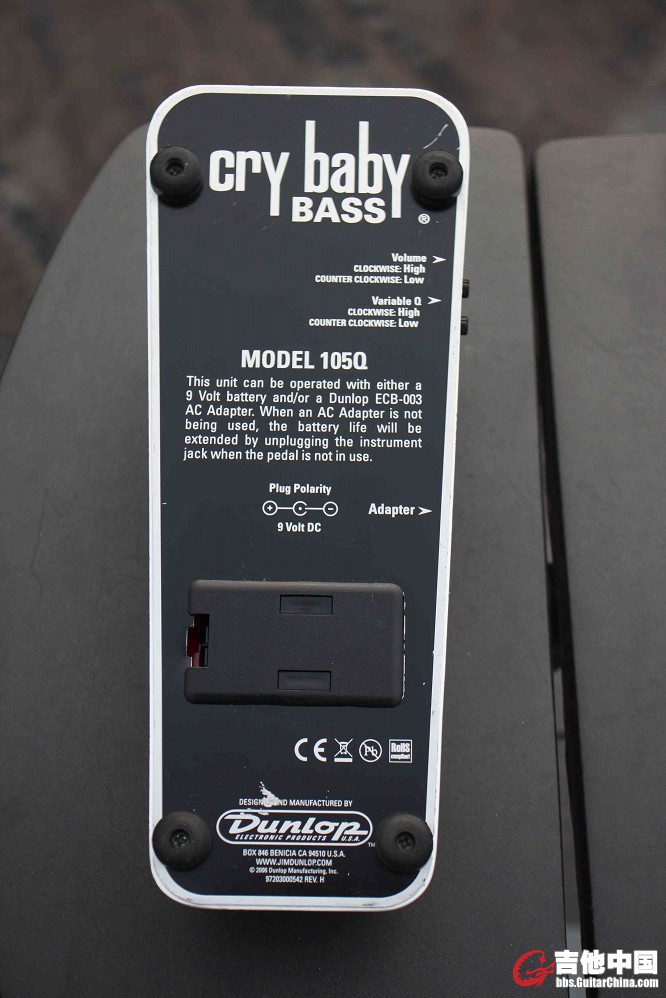 cry baby
BASS ®
Volume
CLOCKWISE: High
COUNTER CLOCKWISE: Low
Variable Q
CLOCKWISE: High
COUNTER CLOCKWISE: Low
MODEL 105Q
This unit can be operated with either a
9 Volt battery and/or a Dunlop ECB-003
AC Adapter. When an AC Adapter is not
being used, the battery life will be
extended by unplugging the instrument
jack when the pedal is not in use.
Plug Polarity
+ C -
Adapter
9 Volt DC
CE Pb RoHS
compliant
AND MANUFACTURED BY
Dunlop
ELECTRONIC PRODUCTS U.S.A. ™
BOX 846 BENICIA CA 94510 U.S.A.
WWW.JIMDUNLOP.COM
© 2006 Dunlop Manufacturing, Inc.
97203000542 REV. H
吉他中国
bbs.GuitarChina.com